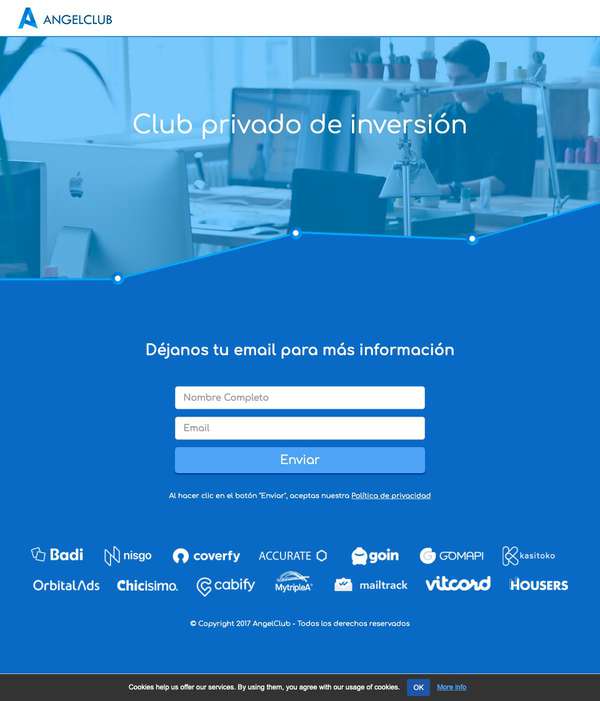 ANGELCLUB
Club privado de inversión
Déjanos tu email para más información
Nombre Completo
Email
Enviar
Al hacer clic en el botón "Enviar", aceptas nuestra Política de privacidad
Badi nisgo coverfy ACCURATE goin GOMAPI kasitoko
OrbitalAds Chicisimo. cabify MytripleA mailtrack vitcord HOUSERS
© Copyright 2017 AngelClub - Todos los derechos reservados
Cookies help us offer our services. By using them, you agree with our usage of cookies. OK More info